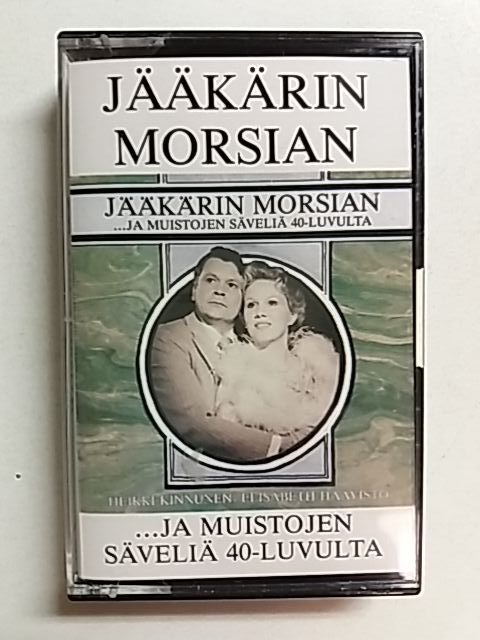 JÄÄKÄRIN
MORSIAN
JÄÄKÄRIN MORSIAN
...JA MUISTOJEN SÄVELIÄ 40-LUVULTA
HEIKKI KINNUNEN ELISABETH HAAVISTO
...JA MUISTOJEN
SÄVELIÄ 40-LUVULTA